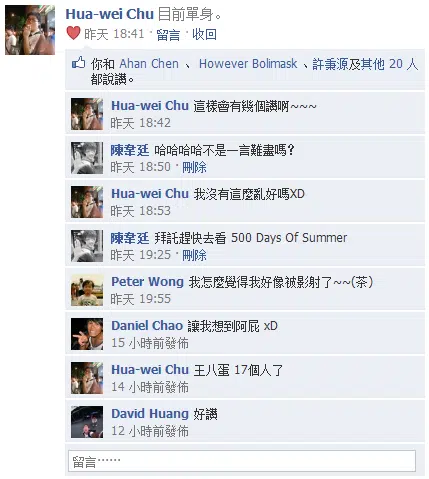 Hua-wei Chu 目前單身。
昨天 18:41 · 留言 · 收回
你和 Ahan Chen 、 However Bolimask 、許秉源及其他 20 人
都說讚。
Hua-wei Chu 這樣會有幾個讚啊~~~
昨天 18:42
陳韋廷 哈哈哈哈不是一言難盡嗎?
昨天 18:50 · 刪除
Hua-wei Chu 我沒有這麼亂好嗎XD
昨天 18:53
陳韋廷 拜託趕快去看 500 Days Of Summer
昨天 19:25 · 刪除
Peter Wong 我怎麼覺得我好像被影射了~~(茶)
昨天 19:55
Daniel Chao 讓我想到阿屁 xD
15 小時前發佈
Hua-wei Chu 王八蛋 17個人了
14 小時前發佈
David Huang 好讚
12 小時前發佈
留言……